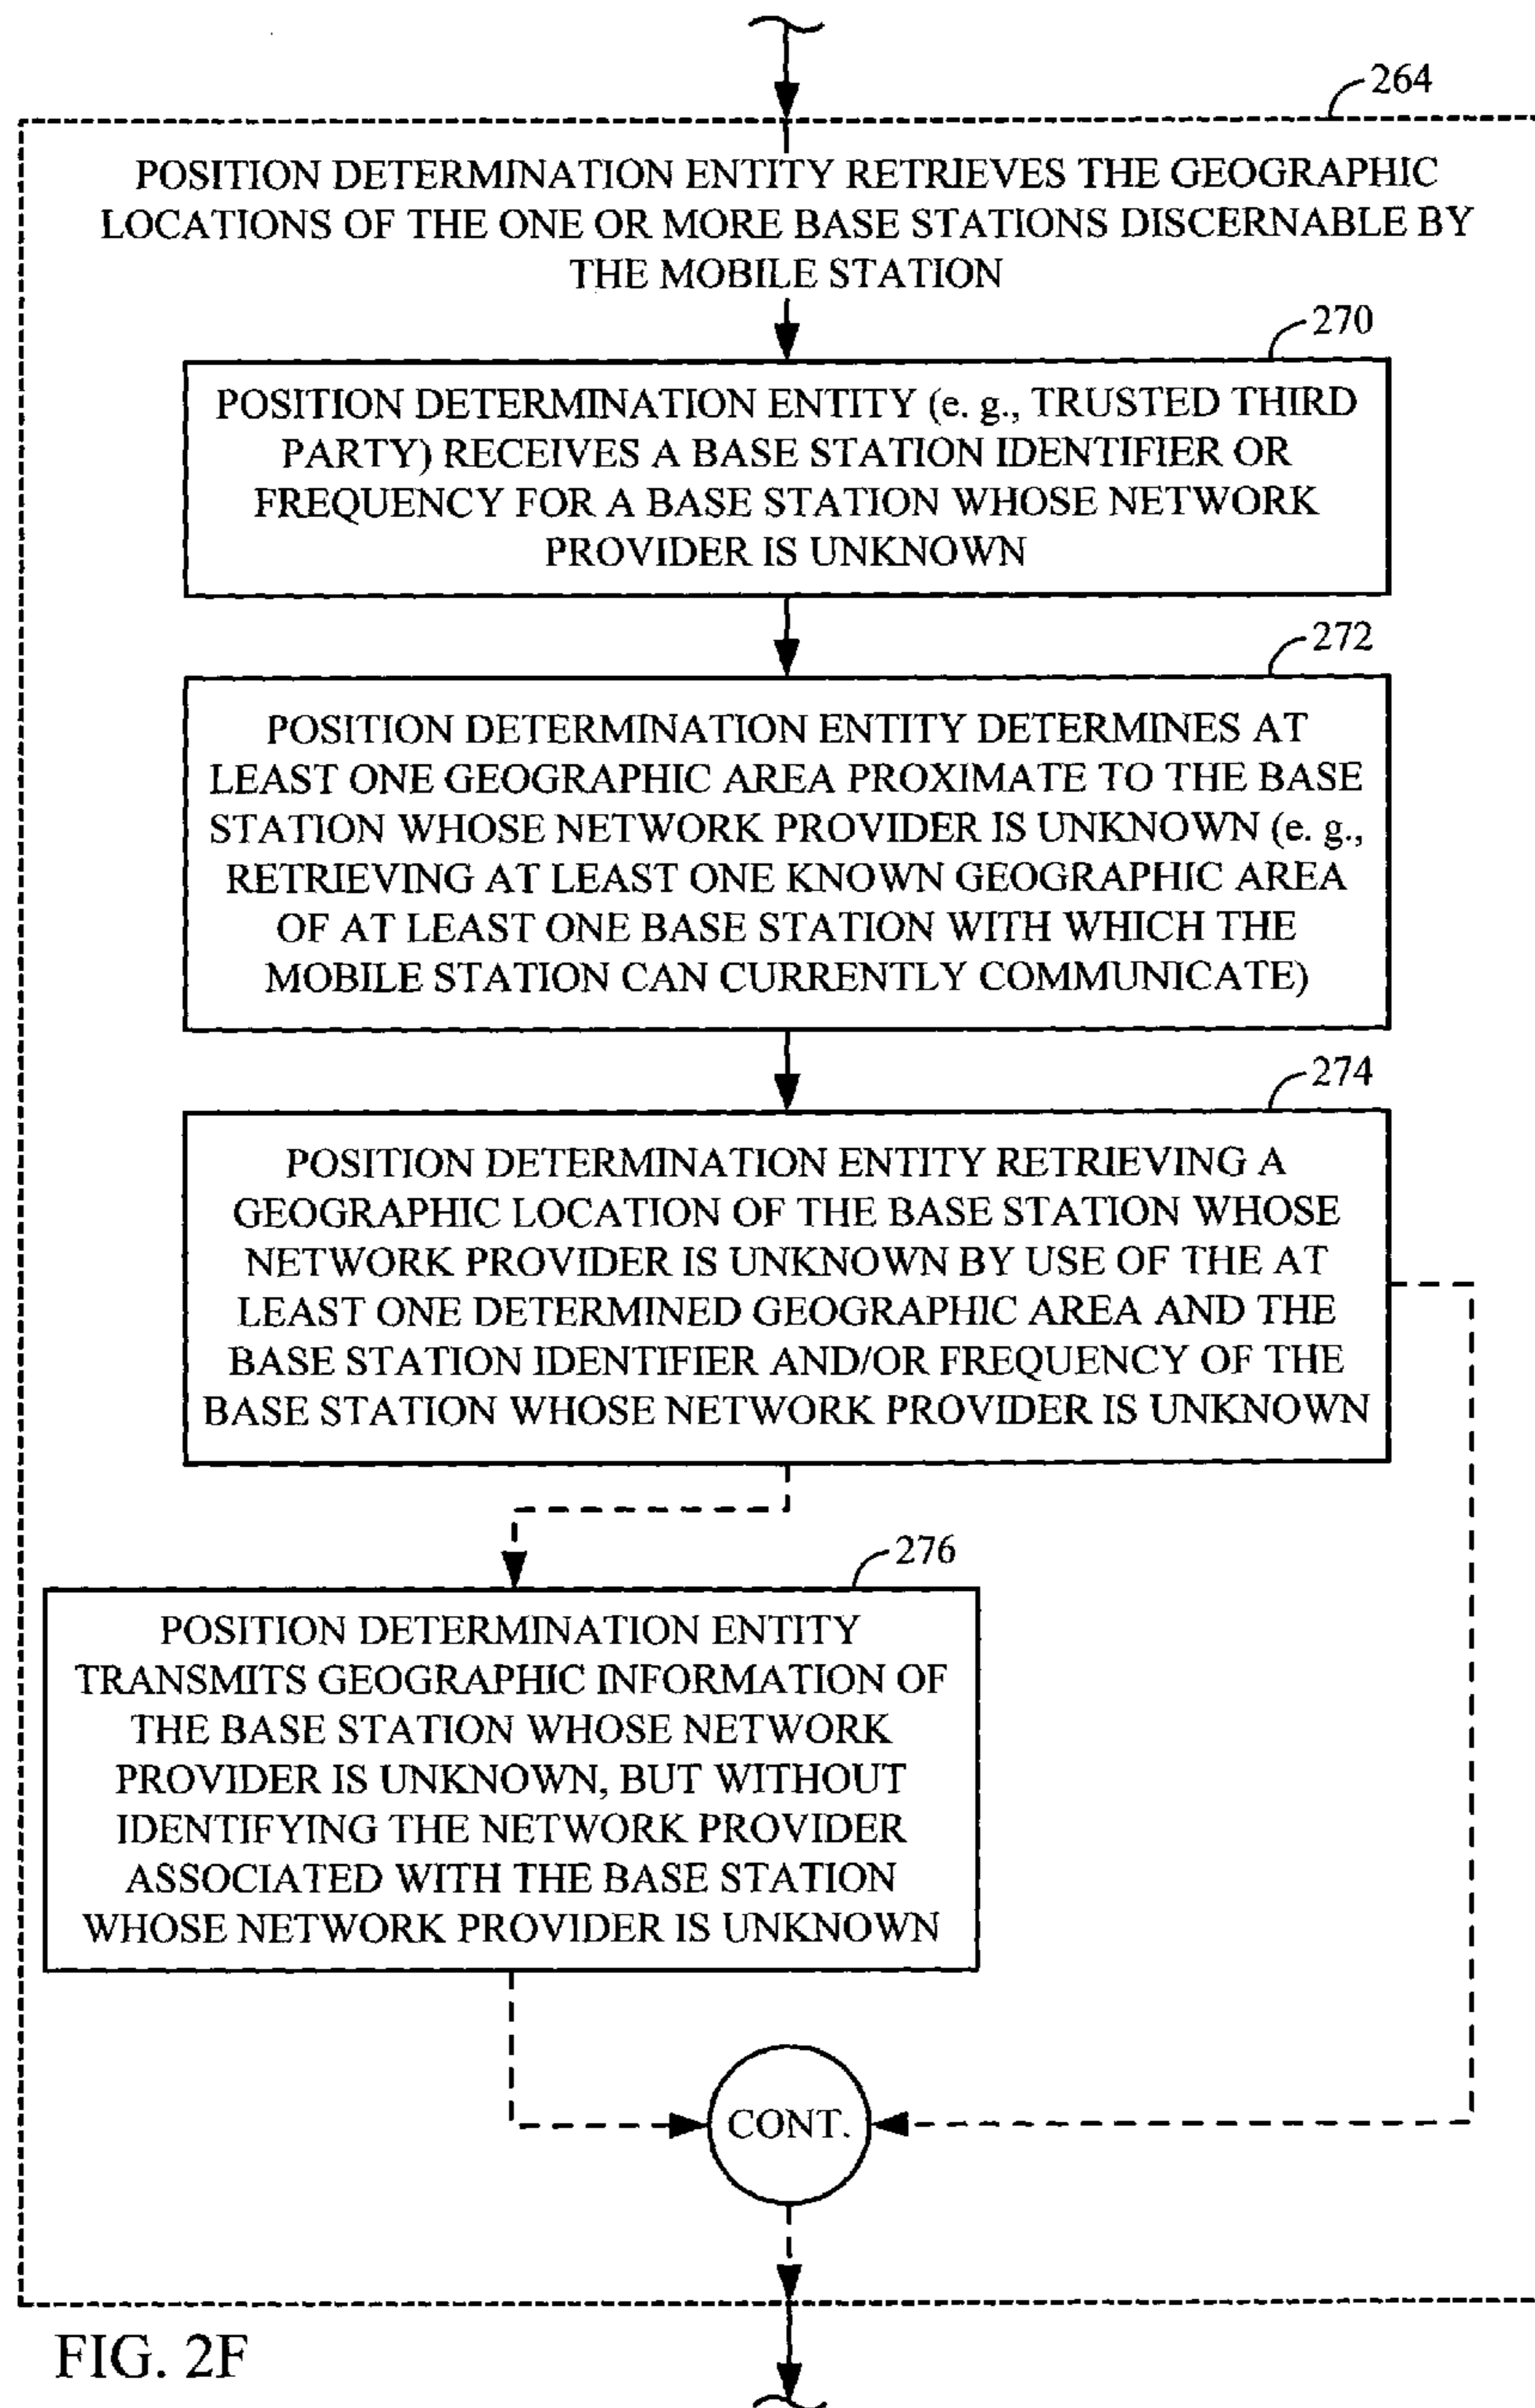 264
POSITION DETERMINATION ENTITY RETRIEVES THE GEOGRAPHIC
LOCATIONS OF THE ONE OR MORE BASE STATIONS DISCERNABLE BY
THE MOBILE STATION
270
POSITION DETERMINATION ENTITY (e. g., TRUSTED THIRD
PARTY) RECEIVES A BASE STATION IDENTIFIER OR
FREQUENCY FOR A BASE STATION WHOSE NETWORK
PROVIDER IS UNKNOWN
272
POSITION DETERMINATION ENTITY DETERMINES AT
LEAST ONE GEOGRAPHIC AREA PROXIMATE TO THE BASE
STATION WHOSE NETWORK PROVIDER IS UNKNOWN (e. g.,
RETRIEVING AT LEAST ONE KNOWN GEOGRAPHIC AREA
OF AT LEAST ONE BASE STATION WITH WHICH THE
MOBILE STATION CAN CURRENTLY COMMUNICATE)
274
POSITION DETERMINATION ENTITY RETRIEVING A
GEOGRAPHIC LOCATION OF THE BASE STATION WHOSE
NETWORK PROVIDER IS UNKNOWN BY USE OF THE AT
LEAST ONE DETERMINED GEOGRAPHIC AREA AND THE
BASE STATION IDENTIFIER AND/OR FREQUENCY OF THE
BASE STATION WHOSE NETWORK PROVIDER IS UNKNOWN
276
POSITION DETERMINATION ENTITY
TRANSMITS GEOGRAPHIC INFORMATION OF
THE BASE STATION WHOSE NETWORK
PROVIDER IS UNKNOWN, BUT WITHOUT
IDENTIFYING THE NETWORK PROVIDER
ASSOCIATED WITH THE BASE STATION
WHOSE NETWORK PROVIDER IS UNKNOWN
CONT.
FIG. 2F